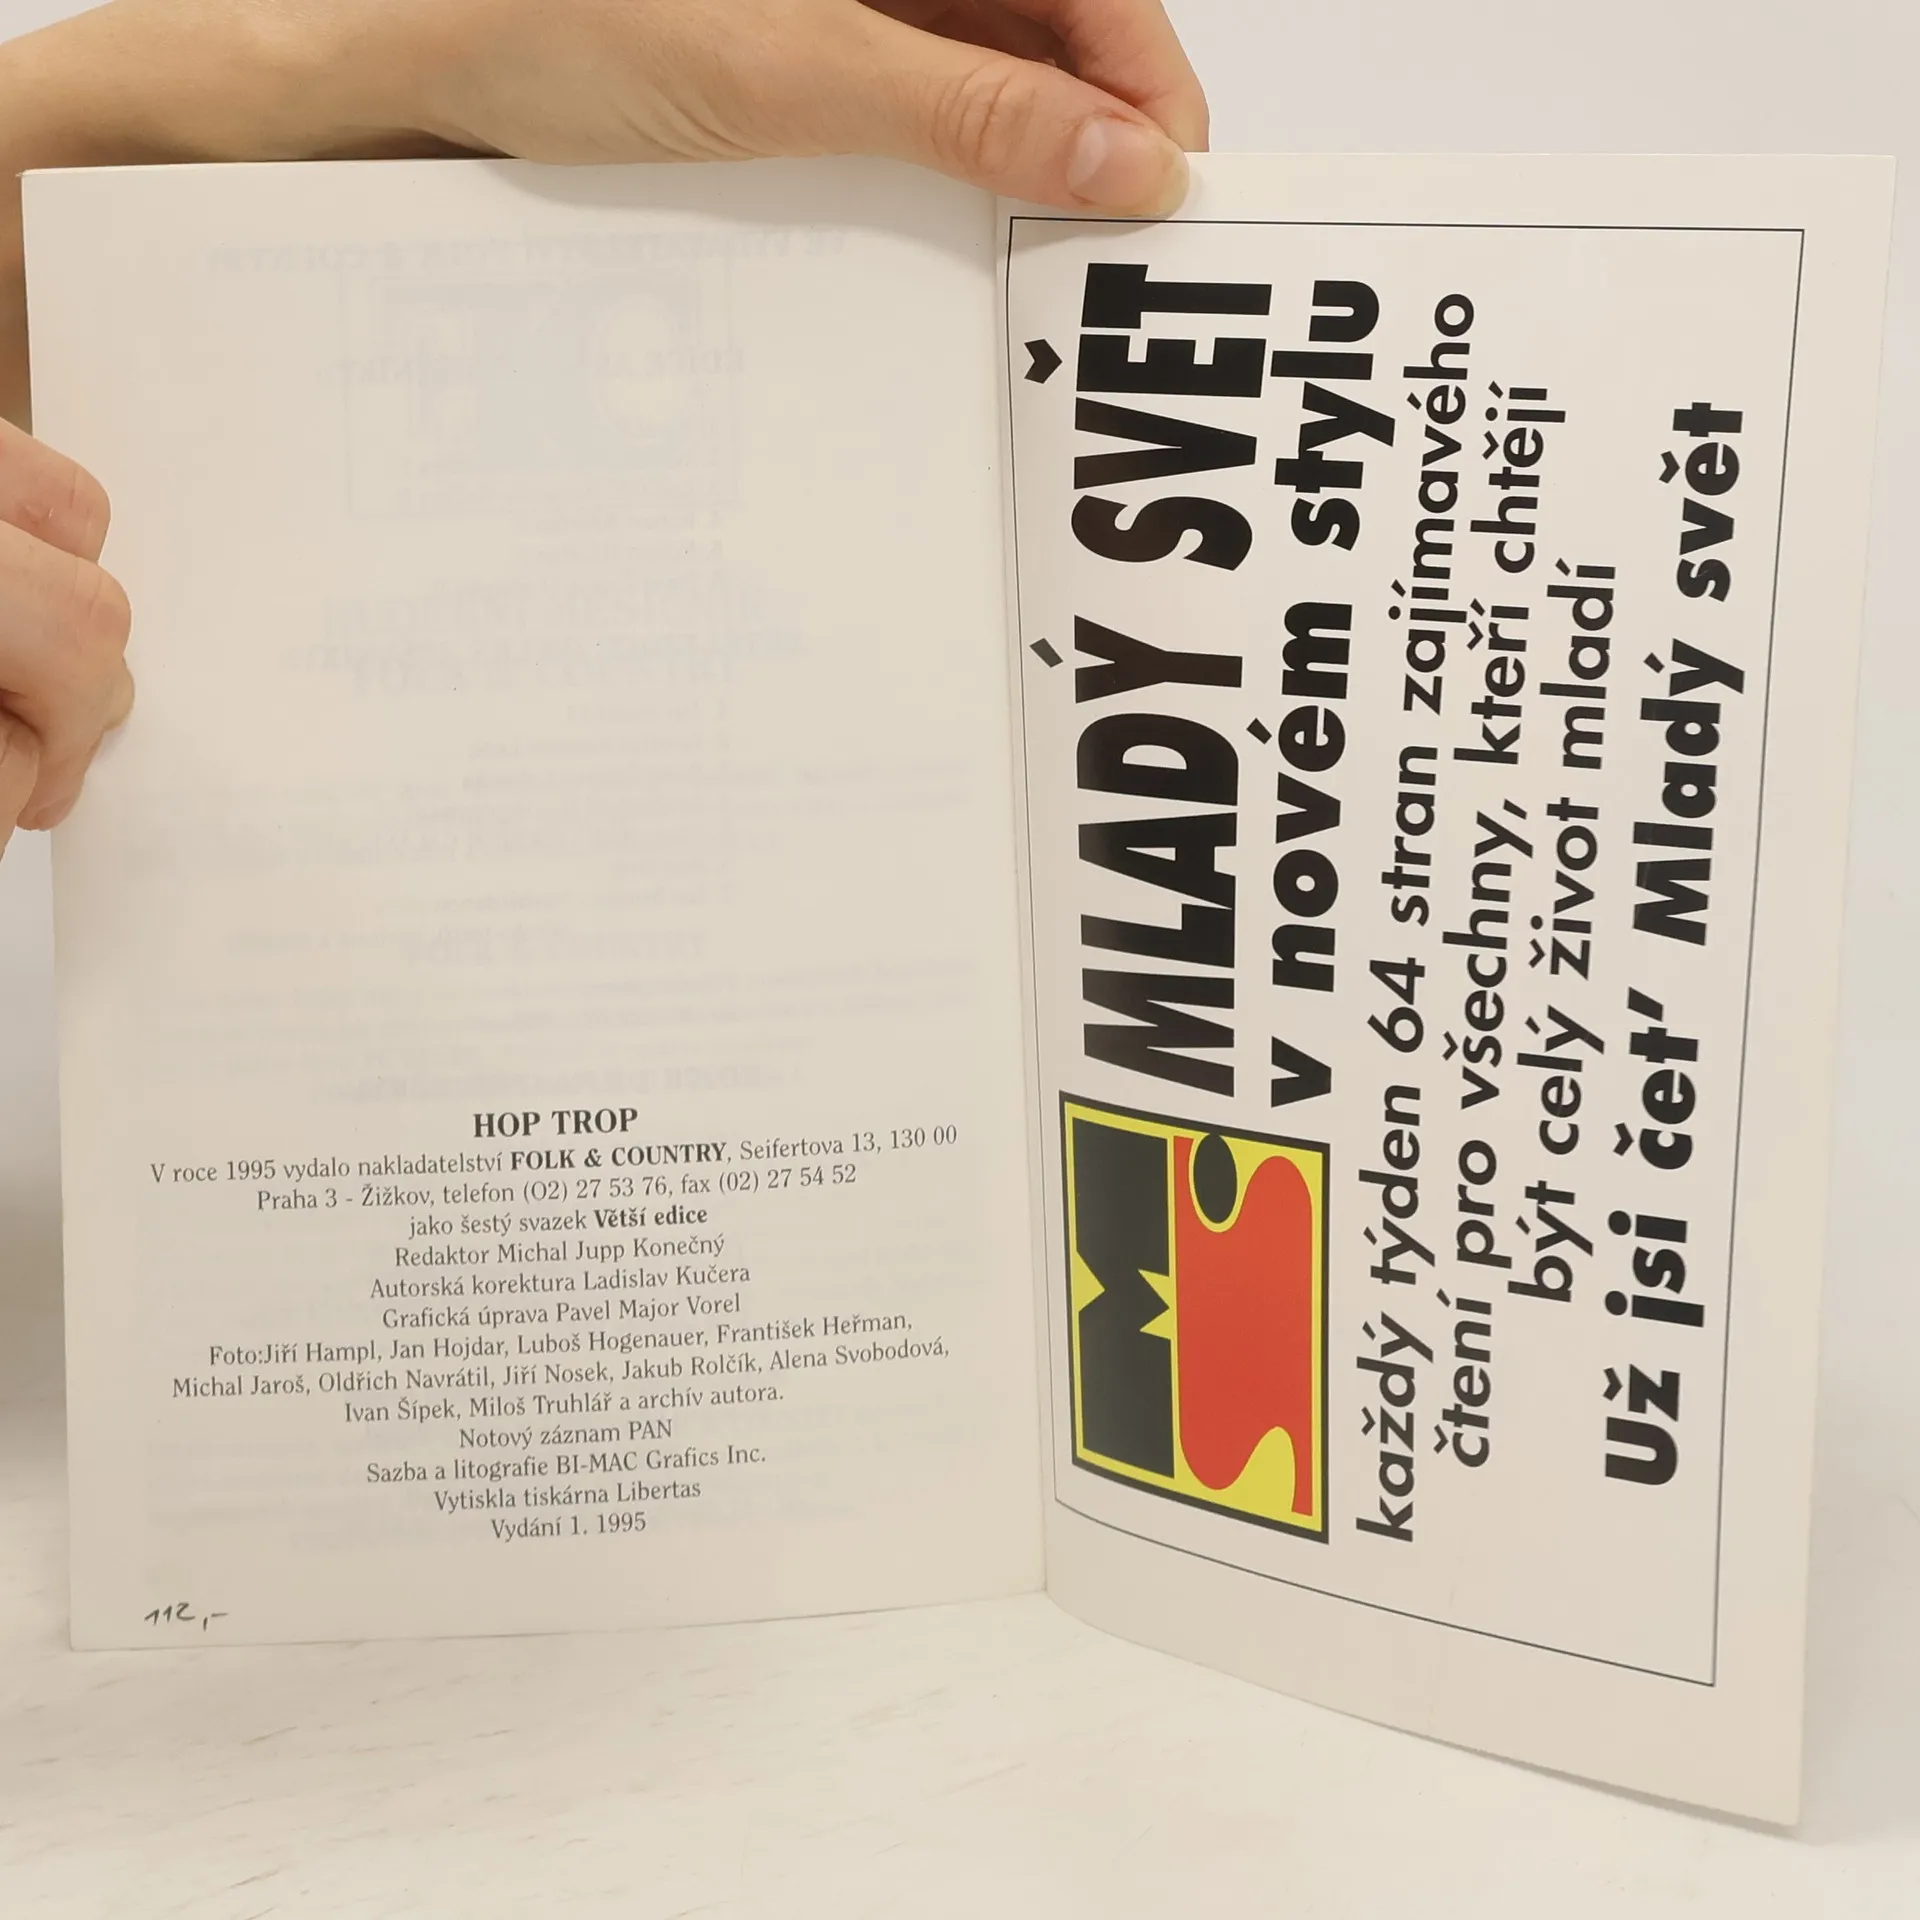 HOP TROP
V roce 1995 vydalo nakladatelství FOLK & COUNTRY, Seifertova 13, 130 00
Praha 3 - Žižkov, telefon (O2) 27 53 76, fax (02) 27 54 52
jako šestý svazek Větší edice
Redaktor Michal Jupp Konečný
Autorská korektura Ladislav Kučera
Grafická úprava Pavel Major Vorel
Foto:Jiří Hampl, Jan Hojdar, Luboš Hogenauer, František Heřman,
Michal Jaroš, Oldřich Navrátil, Jiří Nosek, Jakub Rolčík, Alena Svobodová,
Ivan Šípek, Miloš Truhlář a archív autora.
Notový záznam PAN
Sazba a litografie BI-MAC Grafics Inc.
Vytiskla tiskárna Libertas
Vydání 1. 1995
112,-
MS
MLADÝ SVĚT
v novém stylu
každý týden 64 stran zajímavého
čtení pro všechny, kteří chtějí
být celý život mladí
Už jsi čet' Mladý svět